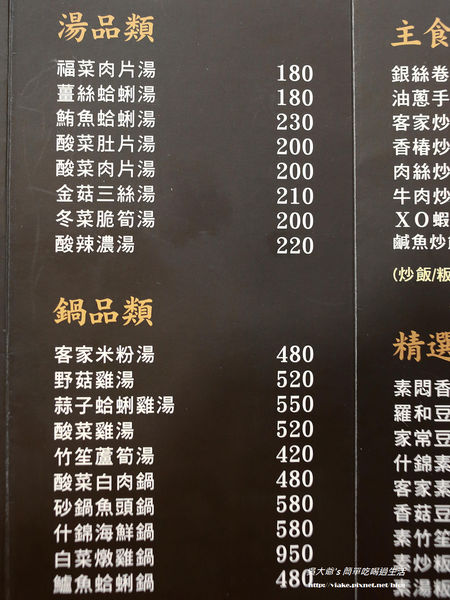 湯品類
福菜肉片湯 180
薑絲蛤蜊湯 180
鮪魚蛤蜊湯 230
酸菜肚片湯 200
酸菜肉片湯 200
金菇三絲湯 210
冬菜脆筍湯 200
酸辣濃湯 220
鍋品類
客家米粉湯 480
野菇雞湯 520
蒜子蛤蜊雞湯 550
酸菜雞湯 520
竹笙蘆筍湯 420
酸菜白肉鍋 480
砂鍋魚頭鍋 580
什錦海鮮鍋 580
白菜燉雞鍋 950
鱸魚蛤蜊鍋 480
主食
銀絲卷
油蔥手
客家炒
香椿炒
肉絲炒
牛肉炒
XO蝦
鹹魚炒
(炒飯/粄
精選
素悶香
羅和豆
家常豆
什錦素
客家素
香菇豆
素竹笙
素炒粄
素湯粄
大爺's 簡單吃喝過生活
http://viake.pixnet.net/blog